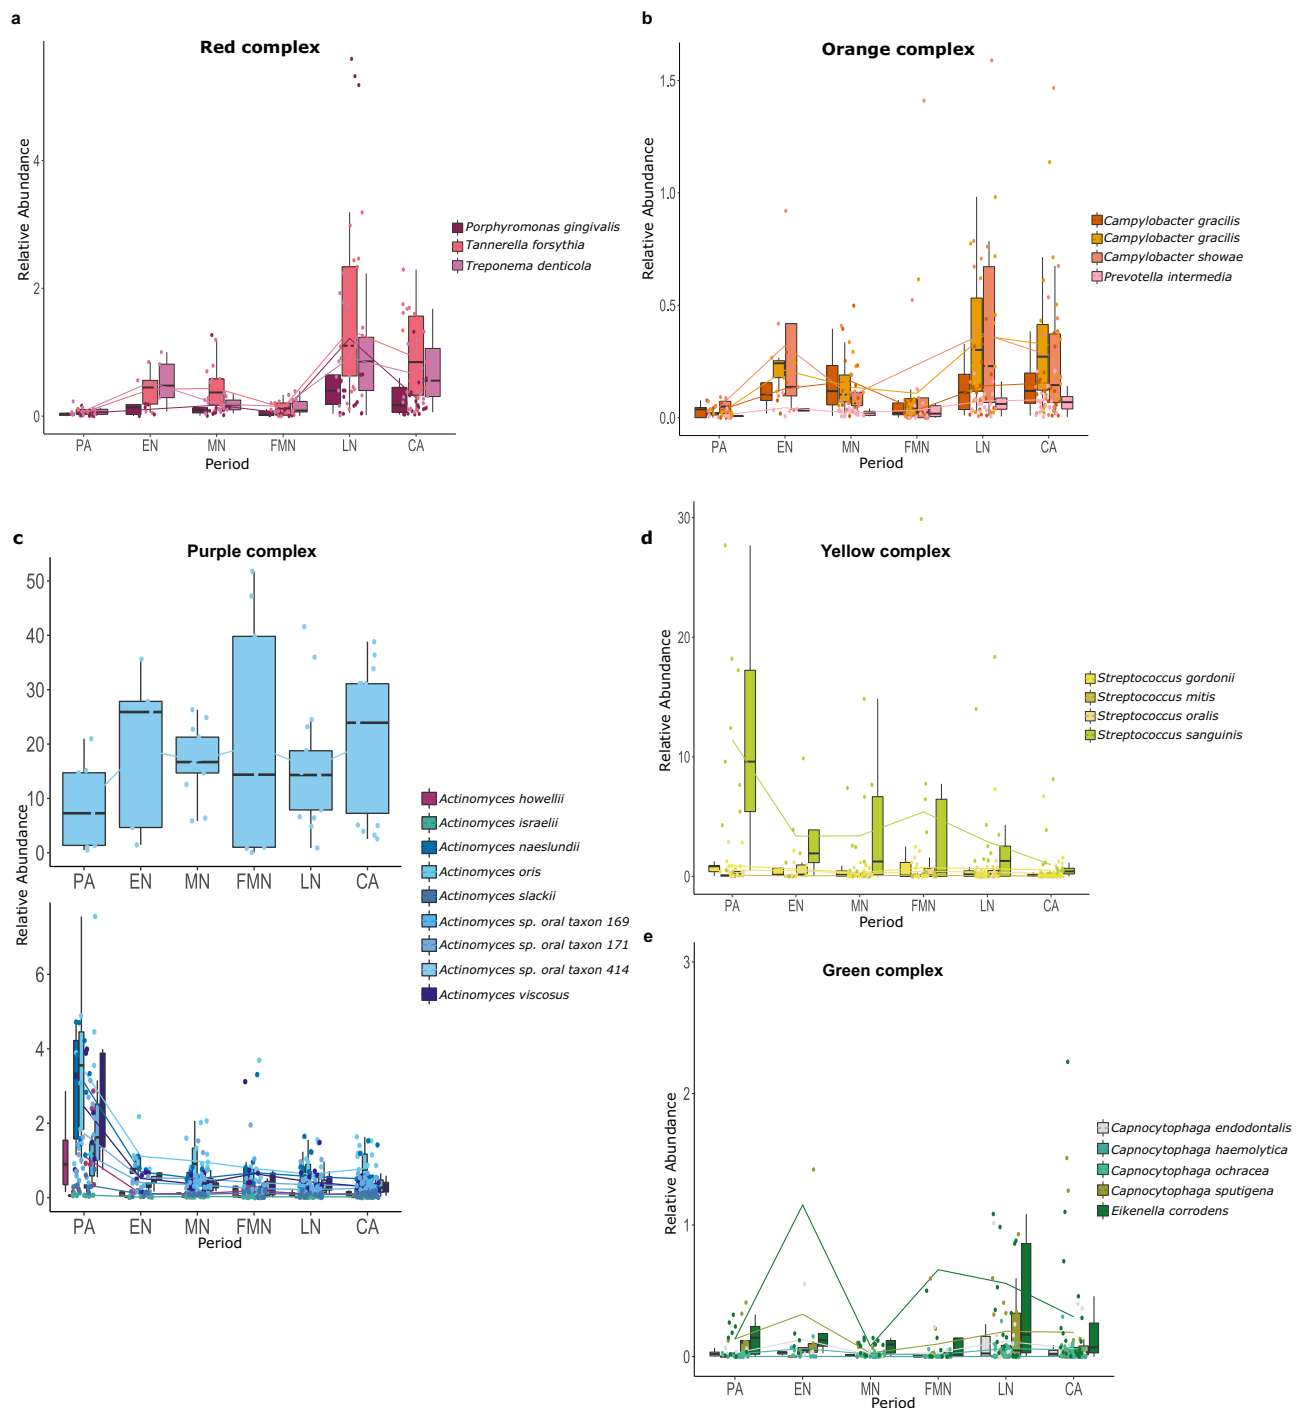 a
Red complex
Relative Abundance
4
2
0
PA EN MN FMN LN CA
Period
Porphyromonas gingivalis
Tannerella forsythia
Treponema denticola
b
Orange complex
Relative Abundance
1.5
1.0
0.5
0.0
PA EN MN FMN LN CA
Period
Campylobacter gracilis
Campylobacter gracilis
Campylobacter showae
Prevotella intermedia
c
Purple complex
Relative Abundance
50
40
30
20
10
0
PA EN MN FMN LN CA
6
4
2
0
PA EN MN FMN LN CA
Period
Actinomyces howellii
Actinomyces israelii
Actinomyces naeslundii
Actinomyces oris
Actinomyces slackii
Actinomyces sp. oral taxon 169
Actinomyces sp. oral taxon 171
Actinomyces sp. oral taxon 414
Actinomyces viscosus
d
Yellow complex
Relative Abundance
30
20
10
0
PA EN MN FMN LN CA
Period
Streptococcus gordonii
Streptococcus mitis
Streptococcus oralis
Streptococcus sanguinis
e
Green complex
Relative Abundance
3
2
1
0
PA EN MN FMN LN CA
Period
Capnocytophaga endodontalis
Capnocytophaga haemolytica
Capnocytophaga ochracea
Capnocytophaga sputigena
Eikenella corrodens